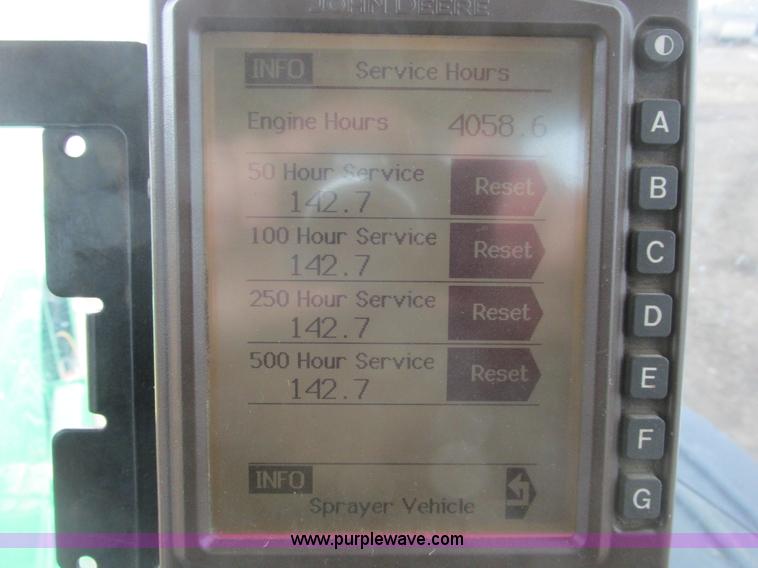 JOHN DEERE
INFO Service Hours
Engine Hours 4058.6
A
50 Hour Service
142.7
Reset
B
100 Hour Service
142.7
Reset
C
250 Hour Service
142.7
Reset
D
500 Hour Service
142.7
Reset
E
F
INFO
Sprayer Vehicle
G
www.purplewave.com